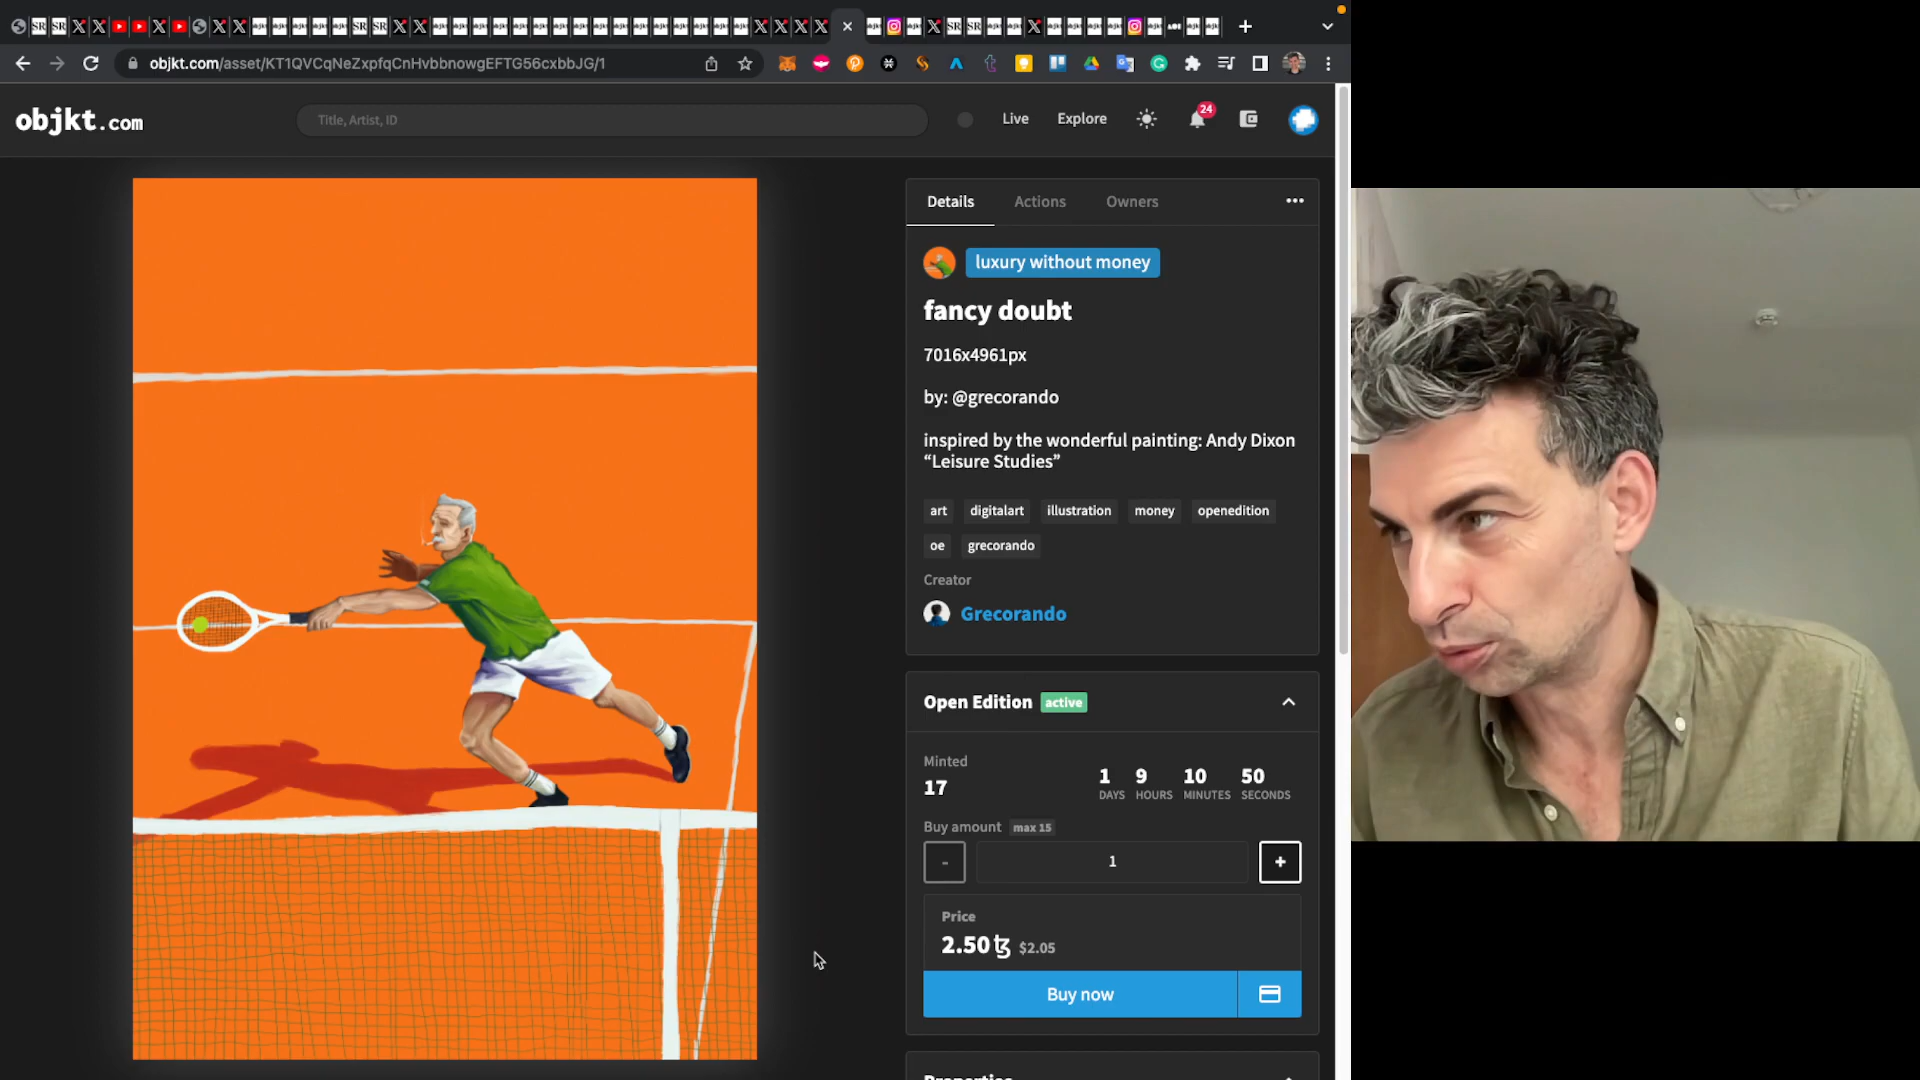 objkt.com/asset/KT1QVCqNeZxpfqCnHvbbnowgEFTG56cxbbJG/1
objkt.com
Title, Artist, ID
Live
Explore
24
Details
Actions
Owners
luxury without money
fancy doubt
7016x4961px
by: @grecorando
inspired by the wonderful painting: Andy Dixon
“Leisure Studies”
art
digitalart
illustration
money
openedition
oe
grecorando
Creator
Grecorando
Open Edition
active
Minted
17
1
9
10
50
DAYS
HOURS
MINUTES
SECONDS
Buy amount
max 15
-
1
+
Price
2.50 ꜩ $2.05
Buy now